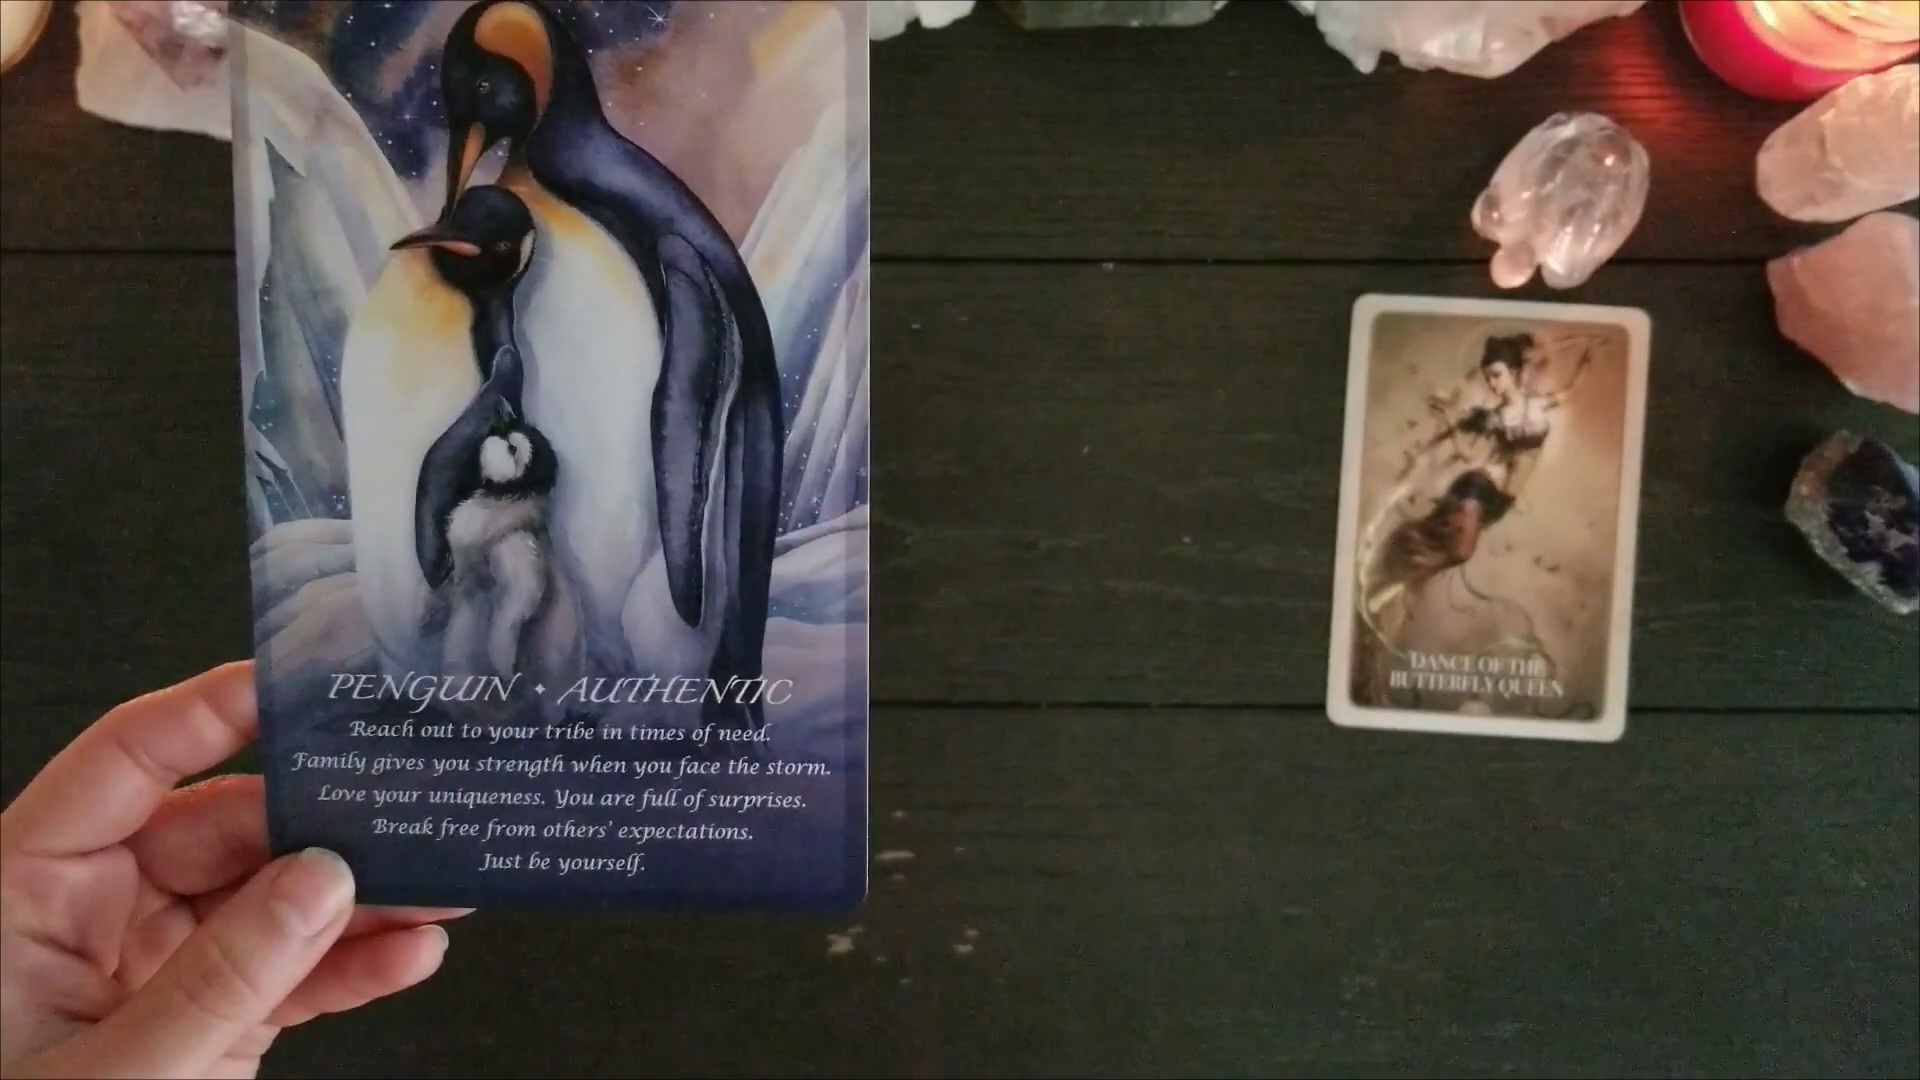 PENGUIN • AUTHENTIC
Reach out to your tribe in times of need.
Family gives you strength when you face the storm.
Love your uniqueness. You are full of surprises.
Break free from others' expectations.
Just be yourself.
DANCE OF THE
BUTTERFLY QUEEN